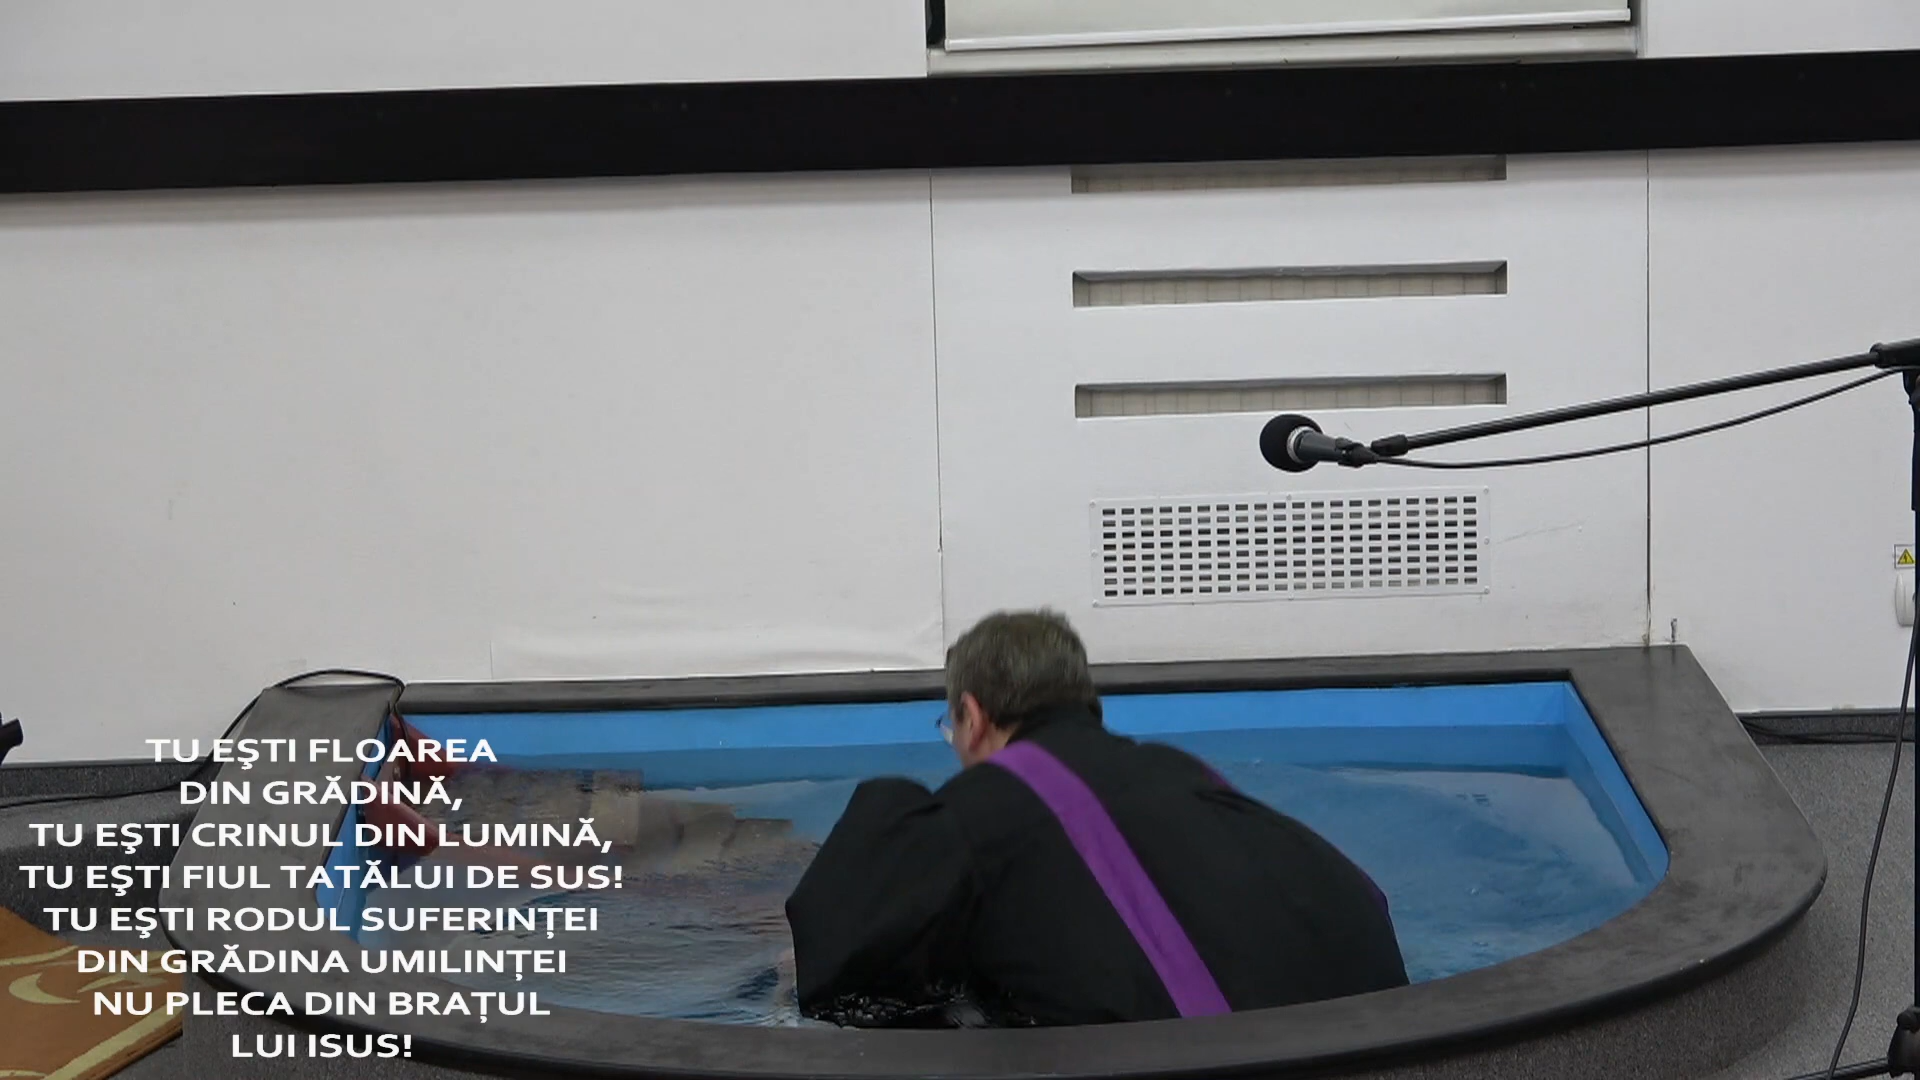 TU EŞTI FLOAREA
DIN GRĂDINĂ,
TU EŞTI CRINUL DIN LUMINĂ,
TU EŞTI FIUL TATĂLUI DE SUS!
TU EŞTI RODUL SUFERINȚEI
DIN GRĂDINA UMILINȚEI
NU PLECA DIN BRAȚUL
LUI ISUS!